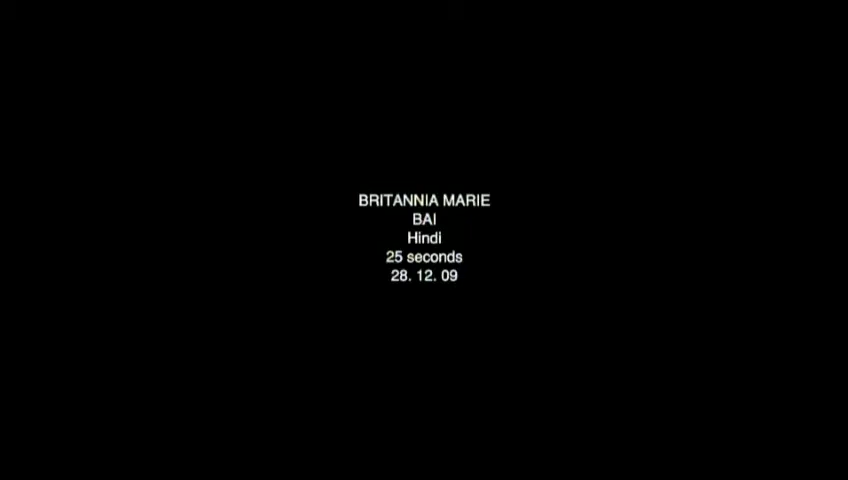 BRITANNIA MARIE
BAI
Hindi
25 seconds
28. 12. 09